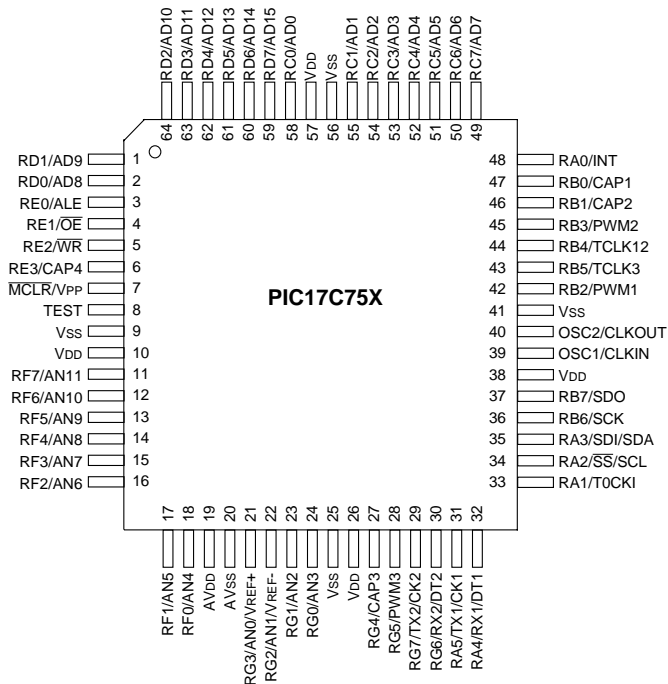 RD2/AD10
RD3/AD11
RD4/AD12
RD5/AD13
RD6/AD14
RD7/AD15
RC0/AD0
VDD
VSS
RC1/AD1
RC2/AD2
RC3/AD3
RC4/AD4
RC5/AD5
RC6/AD6
RC7/AD7
64 63 62 61 60 59 58 57 56 55 54 53 52 51 50 49
RD1/AD9 1
RD0/AD8 2
RE0/ALE 3
RE1/OE 4
RE2/WR 5
RE3/CAP4 6
MCLR/VPP 7
TEST 8
VSS 9
VDD 10
RF7/AN11 11
RF6/AN10 12
RF5/AN9 13
RF4/AN8 14
RF3/AN7 15
RF2/AN6 16
PIC17C75X
48 RA0/INT
47 RB0/CAP1
46 RB1/CAP2
45 RB3/PWM2
44 RB4/TCLK12
43 RB5/TCLK3
42 RB2/PWM1
41 VSS
40 OSC2/CLKOUT
39 OSC1/CLKIN
38 VDD
37 RB7/SDO
36 RB6/SCK
35 RA3/SDI/SDA
34 RA2/SS/SCL
33 RA1/T0CKI
17 18 19 20 21 22 23 24 25 26 27 28 29 30 31 32
RF1/AN5
RF0/AN4
AVDD
AVSS
RG3/AN0/VREF+
RG2/AN1/VREF-
RG1/AN2
RG0/AN3
VSS
VDD
RG4/CAP3
RG5/PWM3
RG7/TX2/CK2
RG6/RX2/DT2
RA5/TX1/CK1
RA4/RX1/DT1